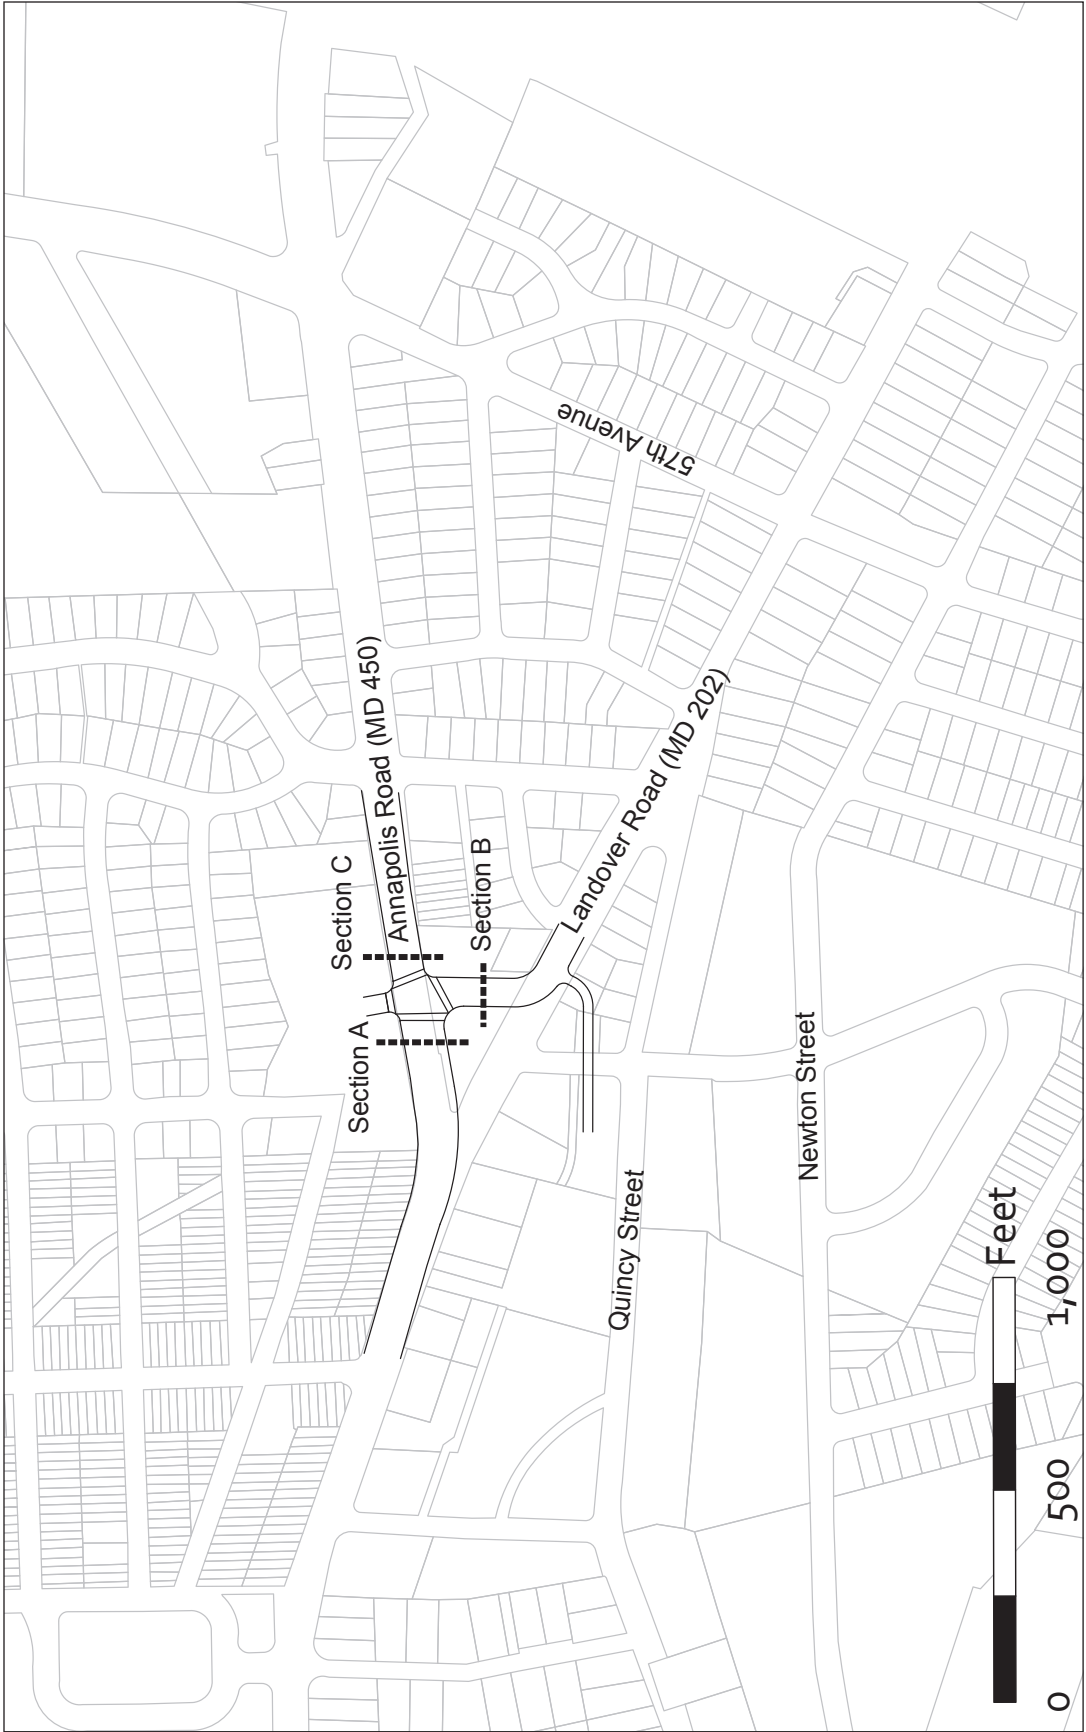 Section C
Annapolis Road (MD 450)
Section A
Section B
57th Avenue
Landover Road (MD 202)
Quincy Street
Newton Street
Feet
0
500
1,000